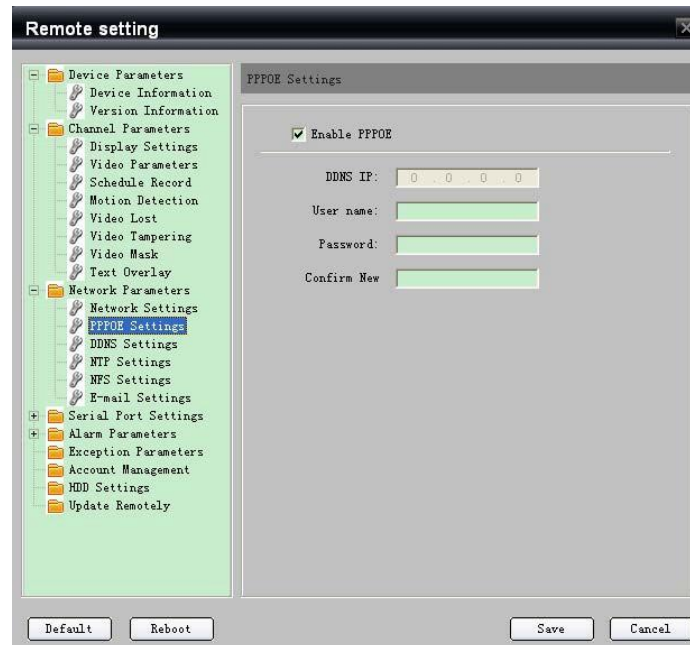 Remote setting
Device Parameters
Device Information
Version Information
Channel Parameters
Display Settings
Video Parameters
Schedule Record
Motion Detection
Video Lost
Video Tampering
Video Mask
Text Overlay
Network Parameters
Network Settings
PPPOE Settings
DDNS Settings
NTP Settings
NFS Settings
E-mail Settings
Serial Port Settings
Alarm Parameters
Exception Parameters
Account Management
HDD Settings
Update Remotely
PPPOE Settings
Enable PPPOE
DDNS IP: 0 . 0 . 0 . 0
User name:
Password:
Confirm New
Default Reboot Save Cancel